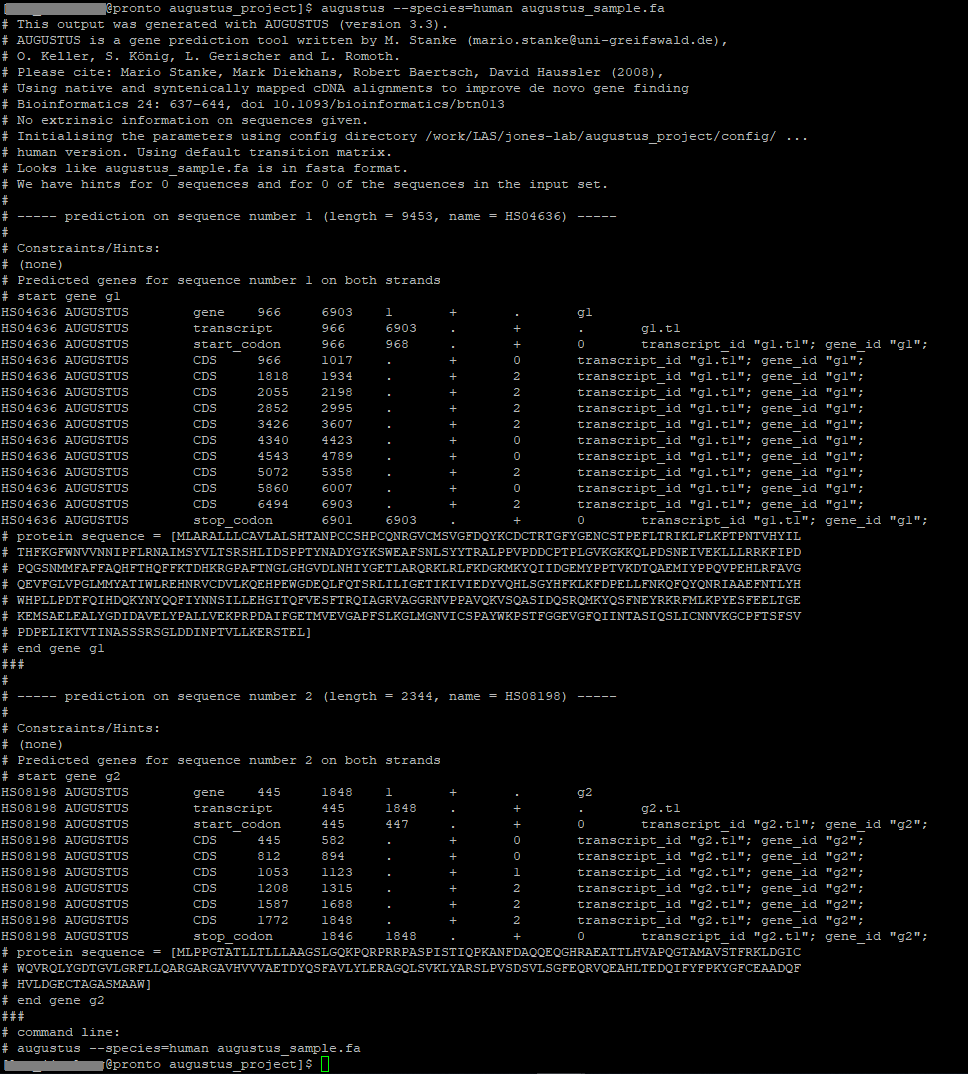 @pronto augustus_project]$ augustus --species=human augustus_sample.fa
# This output was generated with AUGUSTUS (version 3.3).
# AUGUSTUS is a gene prediction tool written by M. Stanke (mario.stanke@uni-greifswald.de),
# O. Keller, S. König, L. Gerischer and L. Romoth.
# Please cite: Mario Stanke, Mark Diekhans, Robert Baertsch, David Haussler (2008),
# Using native and syntenically mapped cDNA alignments to improve de novo gene finding
# Bioinformatics 24: 637-644, doi 10.1093/bioinformatics/btn013
# No extrinsic information on sequences given.
# Initialising the parameters using config directory /work/LAS/jones-lab/augustus_project/config/ ...
# human version. Using default transition matrix.
# Looks like augustus_sample.fa is in fasta format.
# We have hints for 0 sequences and for 0 of the sequences in the input set.
#
# ----- prediction on sequence number 1 (length = 9453, name = HS04636) -----
#
# Constraints/Hints:
# (none)
# Predicted genes for sequence number 1 on both strands
# start gene g1
HS04636 AUGUSTUS gene 966 6903 1 + . g1
HS04636 AUGUSTUS transcript 966 6903 . + . g1.t1
HS04636 AUGUSTUS start_codon 966 968 . + 0 transcript_id "g1.t1"; gene_id "g1";
HS04636 AUGUSTUS CDS 966 1017 . + 0 transcript_id "g1.t1"; gene_id "g1";
HS04636 AUGUSTUS CDS 1818 1934 . + 2 transcript_id "g1.t1"; gene_id "g1";
HS04636 AUGUSTUS CDS 2055 2198 . + 2 transcript_id "g1.t1"; gene_id "g1";
HS04636 AUGUSTUS CDS 2852 2995 . + 2 transcript_id "g1.t1"; gene_id "g1";
HS04636 AUGUSTUS CDS 3426 3607 . + 2 transcript_id "g1.t1"; gene_id "g1";
HS04636 AUGUSTUS CDS 4340 4423 . + 0 transcript_id "g1.t1"; gene_id "g1";
HS04636 AUGUSTUS CDS 4543 4789 . + 0 transcript_id "g1.t1"; gene_id "g1";
HS04636 AUGUSTUS CDS 5072 5358 . + 2 transcript_id "g1.t1"; gene_id "g1";
HS04636 AUGUSTUS CDS 5860 6007 . + 0 transcript_id "g1.t1"; gene_id "g1";
HS04636 AUGUSTUS CDS 6494 6903 . + 2 transcript_id "g1.t1"; gene_id "g1";
HS04636 AUGUSTUS stop_codon 6901 6903 . + 0 transcript_id "g1.t1"; gene_id "g1";
# protein sequence = [MLARALLLCAVLALSHTANPCCSHPCQNRGVCMSVGFDQYKCDCTRTGFYGENCSTPEFLTRIKLFLKPTPNTVHYIL
# THFKGFWNVVNNIPFLRNAIMSYVLTSRSHLIDSPPTYNADYGYKSWEAFSNLSYYTRALPPVPDDCPTPLGVKGKKQLPDSNEIVEKLLLRRKFIPD
# PQGSNMMFAFFAQHFTHQFFKTDHKRGPAFTNGLGHGVDLNHIYGETLARQRKLRLFKDGKMKYQIIDGEMYPPTVKDTQAEMIYPPQVPEHLRFAVG
# QEVFGLVPGLMMYATIWLREHNRVCDVLKQEHPEWGDEQLFQTSRLILIGETIKIVIEDYVQHLSGYHFKLKFDPELLFNKQFQYQNRIAAEFNTLYH
# WHPLLPDTFQIHDQKYNYQQFIYNNSILLEHGITQFVESFTRQIAGRVAGGRNVPPAVQKVSQASIDQSRQMKYQSFNEYRKRFMLKPYESFEELTGE
# KEMSAELEALYGDIDAVELYPALLVEKPRPDAIFGETMVEVGAPFSLKGLMGNVICSPAYWKPSTFGGEVGFQIINTASIQSLICNNVKGCPFTSFSV
# PDPELIKTVTINASSSRSGLDDINPTVLLKERSTEL]
# end gene g1
###
#
# ----- prediction on sequence number 2 (length = 2344, name = HS08198) -----
#
# Constraints/Hints:
# (none)
# Predicted genes for sequence number 2 on both strands
# start gene g2
HS08198 AUGUSTUS gene 445 1848 1 + . g2
HS08198 AUGUSTUS transcript 445 1848 . + . g2.t1
HS08198 AUGUSTUS start_codon 445 447 . + 0 transcript_id "g2.t1"; gene_id "g2";
HS08198 AUGUSTUS CDS 445 582 . + 0 transcript_id "g2.t1"; gene_id "g2";
HS08198 AUGUSTUS CDS 812 894 . + 0 transcript_id "g2.t1"; gene_id "g2";
HS08198 AUGUSTUS CDS 1053 1123 . + 1 transcript_id "g2.t1"; gene_id "g2";
HS08198 AUGUSTUS CDS 1208 1315 . + 2 transcript_id "g2.t1"; gene_id "g2";
HS08198 AUGUSTUS CDS 1587 1688 . + 2 transcript_id "g2.t1"; gene_id "g2";
HS08198 AUGUSTUS CDS 1772 1848 . + 2 transcript_id "g2.t1"; gene_id "g2";
HS08198 AUGUSTUS stop_codon 1846 1848 . + 0 transcript_id "g2.t1"; gene_id "g2";
# protein sequence = [MLPPGTATLLTLLLAAGSLGQKPQRPRRPASPISTIQPKANFDAQQEQGHRAEATTLHVAPQGTAMAVSTFRKLDGIC
# WQVRQLYGDTGVLGRFLLQARGARGAVHVVVAETDYQSFAVLYLERAGQLSVKLYARSLPVSDSVLSGFEQRVQEAHLTEDQIFYFPKYGFCEAADQF
# HVLDGECTAGASMAAW]
# end gene g2
###
# command line:
# augustus --species=human augustus_sample.fa
@pronto augustus_project]$